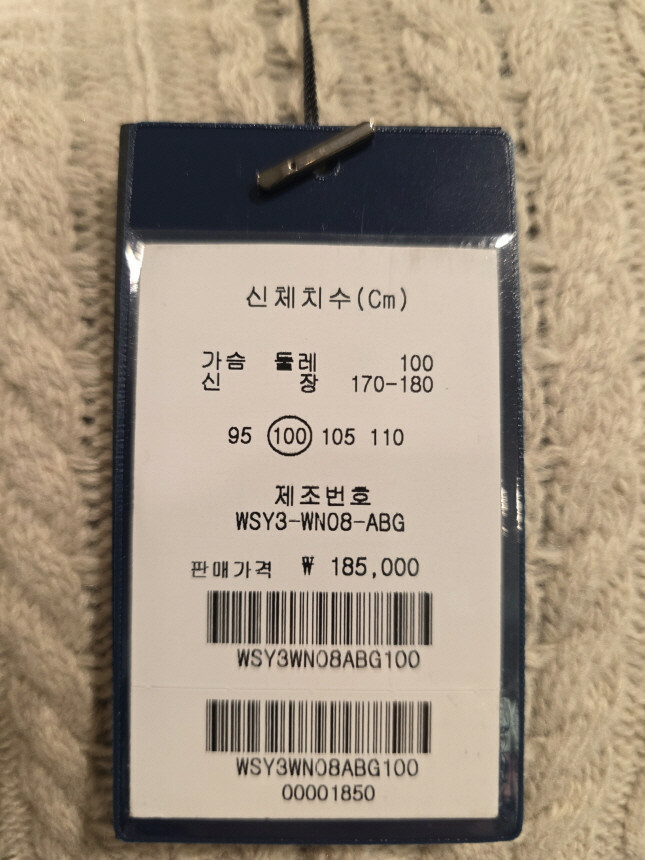 신체치수(Cm)
가슴 둘레 100
신 장 170-180
95 100 105 110
제조번호
WSY3-WN08-ABG
판매가격 ₩ 185,000
WSY3WN08ABG100
WSY3WN08ABG100
00001850